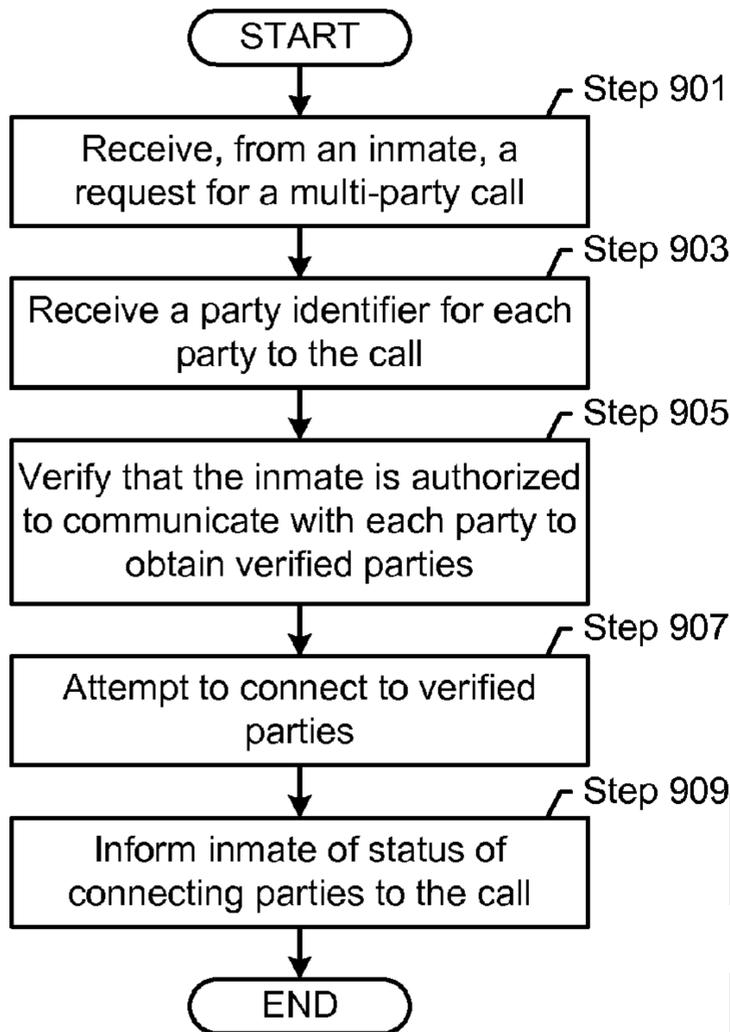 START
Step 901
Receive, from an inmate, a
request for a multi-party call
Step 903
Receive a party identifier for each
party to the call
Step 905
Verify that the inmate is authorized
to communicate with each party to
obtain verified parties
Step 907
Attempt to connect to verified
parties
Step 909
Inform inmate of status of
connecting parties to the call
END